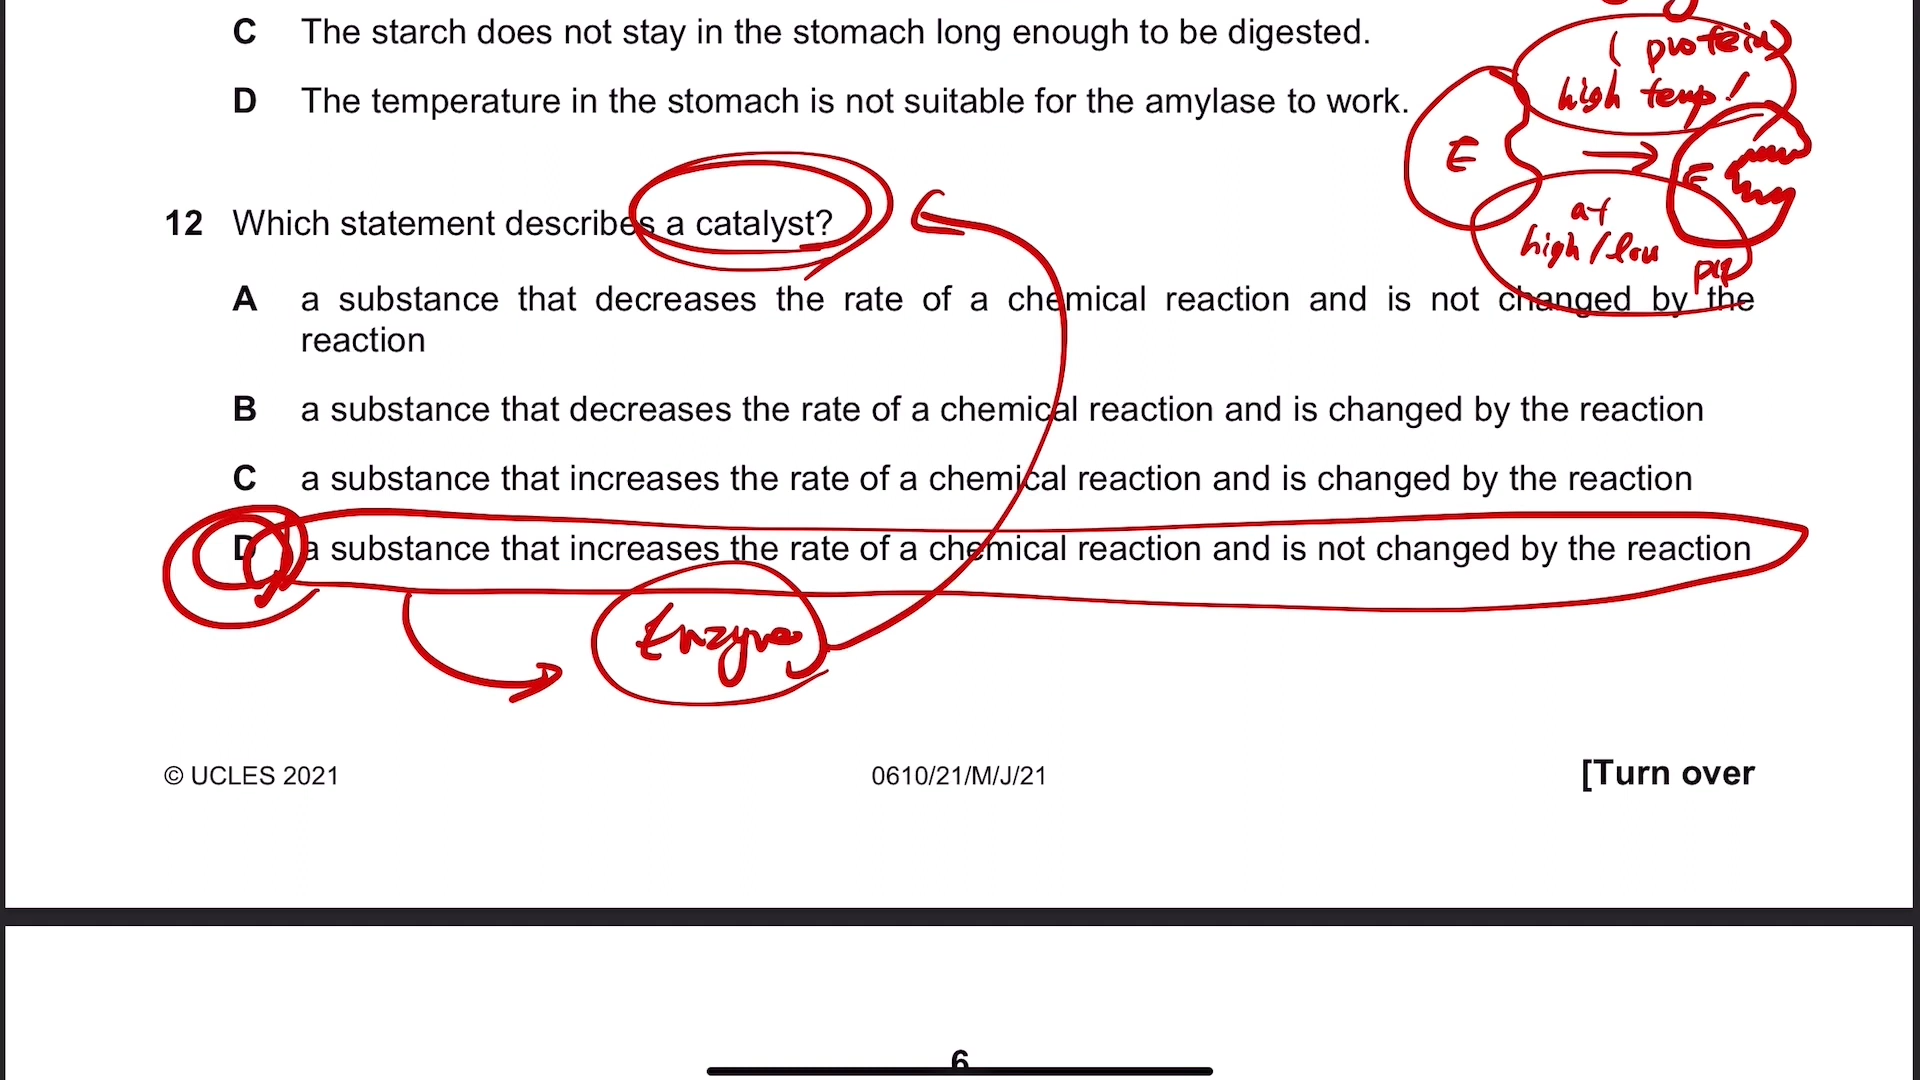 C The starch does not stay in the stomach long enough to be digested.
(protein)
D The temperature in the stomach is not suitable for the amylase to work.
high temp!
E
E
12 Which statement describes a catalyst?
at
high/low
pH
A a substance that decreases the rate of a chemical reaction and is not changed by the
reaction
B a substance that decreases the rate of a chemical reaction and is changed by the reaction
C a substance that increases the rate of a chemical reaction and is changed by the reaction
D a substance that increases the rate of a chemical reaction and is not changed by the reaction
Enzymes
© UCLES 2021
0610/21/M/J/21
[Turn over
6